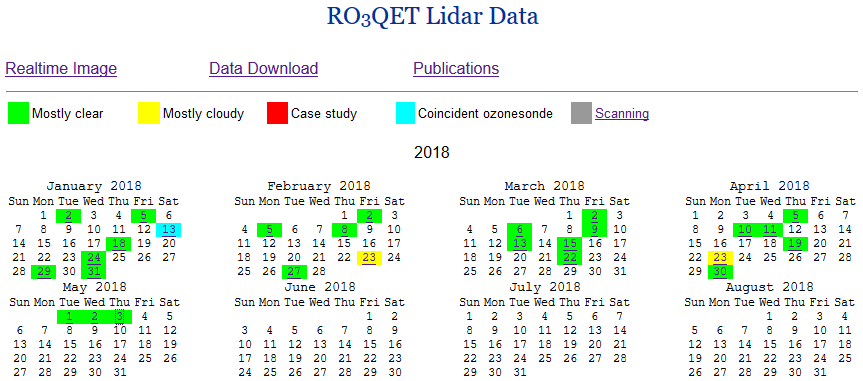 RO3QET Lidar Data
Realtime Image Data Download Publications
Mostly clear Mostly cloudy Case study Coincident ozonesonde Scanning
2018
January 2018
Sun Mon Tue Wed Thu Fri Sat
1 2 3 4 5 6
7 8 9 10 11 12 13
14 15 16 17 18 19 20
21 22 23 24 25 26 27
28 29 30 31
February 2018
Sun Mon Tue Wed Thu Fri Sat
1 2 3
4 5 6 7 8 9 10
11 12 13 14 15 16 17
18 19 20 21 22 23 24
25 26 27 28
March 2018
Sun Mon Tue Wed Thu Fri Sat
1 2 3
4 5 6 7 8 9 10
11 12 13 14 15 16 17
18 19 20 21 22 23 24
25 26 27 28 29 30 31
April 2018
Sun Mon Tue Wed Thu Fri Sat
1 2 3 4 5 6 7
8 9 10 11 12 13 14
15 16 17 18 19 20 21
22 23 24 25 26 27 28
29 30
May 2018
Sun Mon Tue Wed Thu Fri Sat
1 2 3 4 5
6 7 8 9 10 11 12
13 14 15 16 17 18 19
20 21 22 23 24 25 26
27 28 29 30 31
June 2018
Sun Mon Tue Wed Thu Fri Sat
1 2
3 4 5 6 7 8 9
10 11 12 13 14 15 16
17 18 19 20 21 22 23
24 25 26 27 28 29 30
July 2018
Sun Mon Tue Wed Thu Fri Sat
1 2 3 4 5 6 7
8 9 10 11 12 13 14
15 16 17 18 19 20 21
22 23 24 25 26 27 28
29 30 31
August 2018
Sun Mon Tue Wed Thu Fri Sat
1 2 3 4
5 6 7 8 9 10 11
12 13 14 15 16 17 18
19 20 21 22 23 24 25
26 27 28 29 30 31